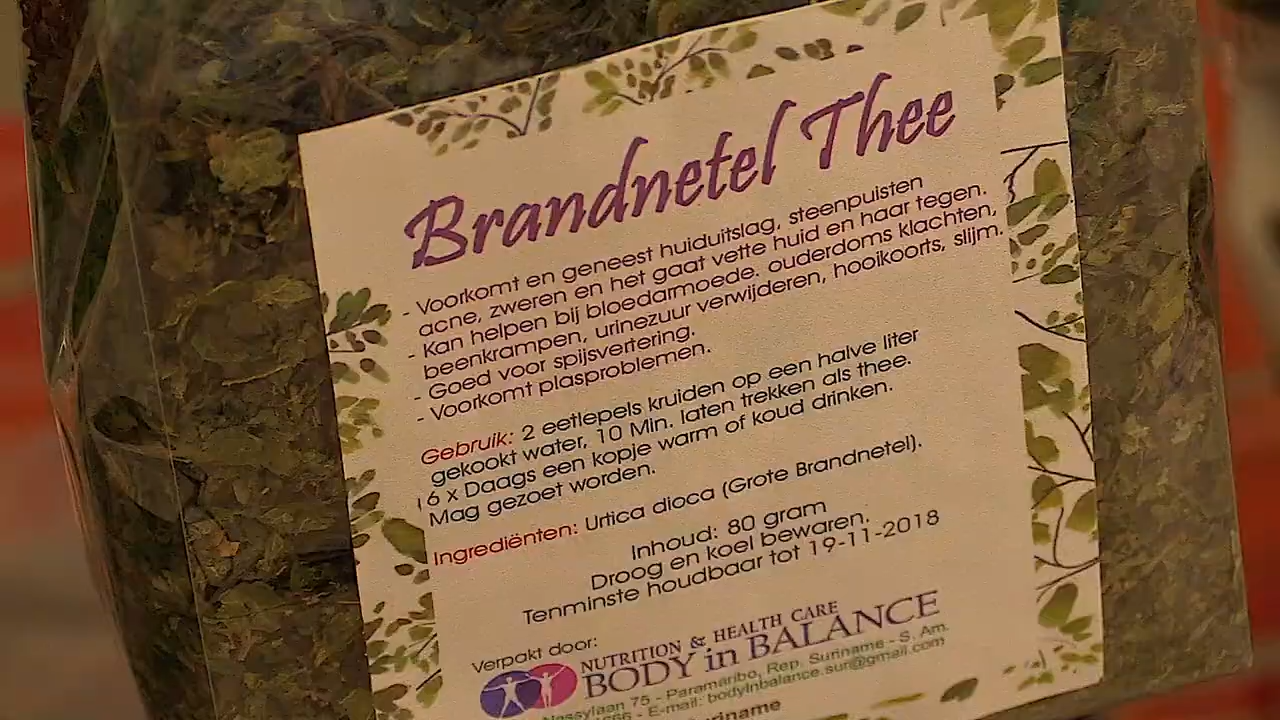 Brandnetel Thee
- Voorkomt en geneest huiduitslag, steenpuisten
acne, zweren en het gaat vette huid en haar tegen.
- Kan helpen bij bloedarmoede. ouderdoms klachten,
beenkrampen, urinezuur verwijderen, hooikoorts, slijm.
- Goed voor spijsvertering.
- Voorkomt plasproblemen.
Gebruik: 2 eetlepels kruiden op een halve liter
gekookt water, 10 Min. laten trekken als thee.
6 x Daags een kopje warm of koud drinken.
Mag gezoet worden.
Ingrediënten: Urtica dioca (Grote Brandnetel).
Inhoud: 80 gram
Droog en koel bewaren.
Tenminste houdbaar tot 19-11-2018
Verpakt door:
NUTRITION & HEALTH CARE
BODY in BALANCE
75 - Paramaribo, Rep. Suriname - S. Am.
- E-mail: bodyinbalance.sur@gmail.com